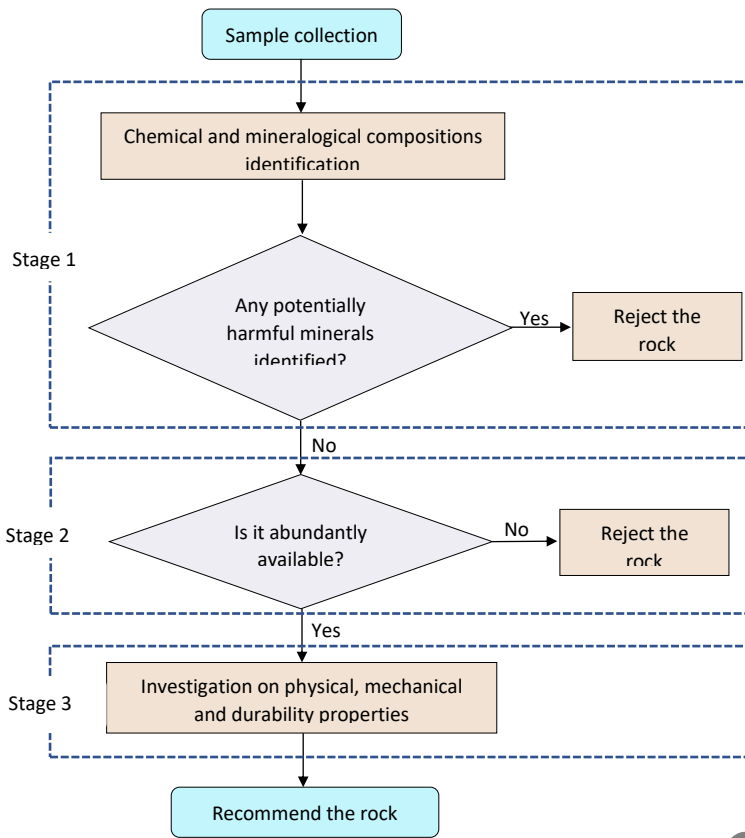 Sample collection
Chemical and mineralogical compositions
identification
Stage 1
Any potentially
harmful minerals
identified?
Yes
Reject the
rock
No
Stage 2
Is it abundantly
available?
No
Reject the
rock
Yes
Stage 3
Investigation on physical, mechanical
and durability properties
Recommend the rock